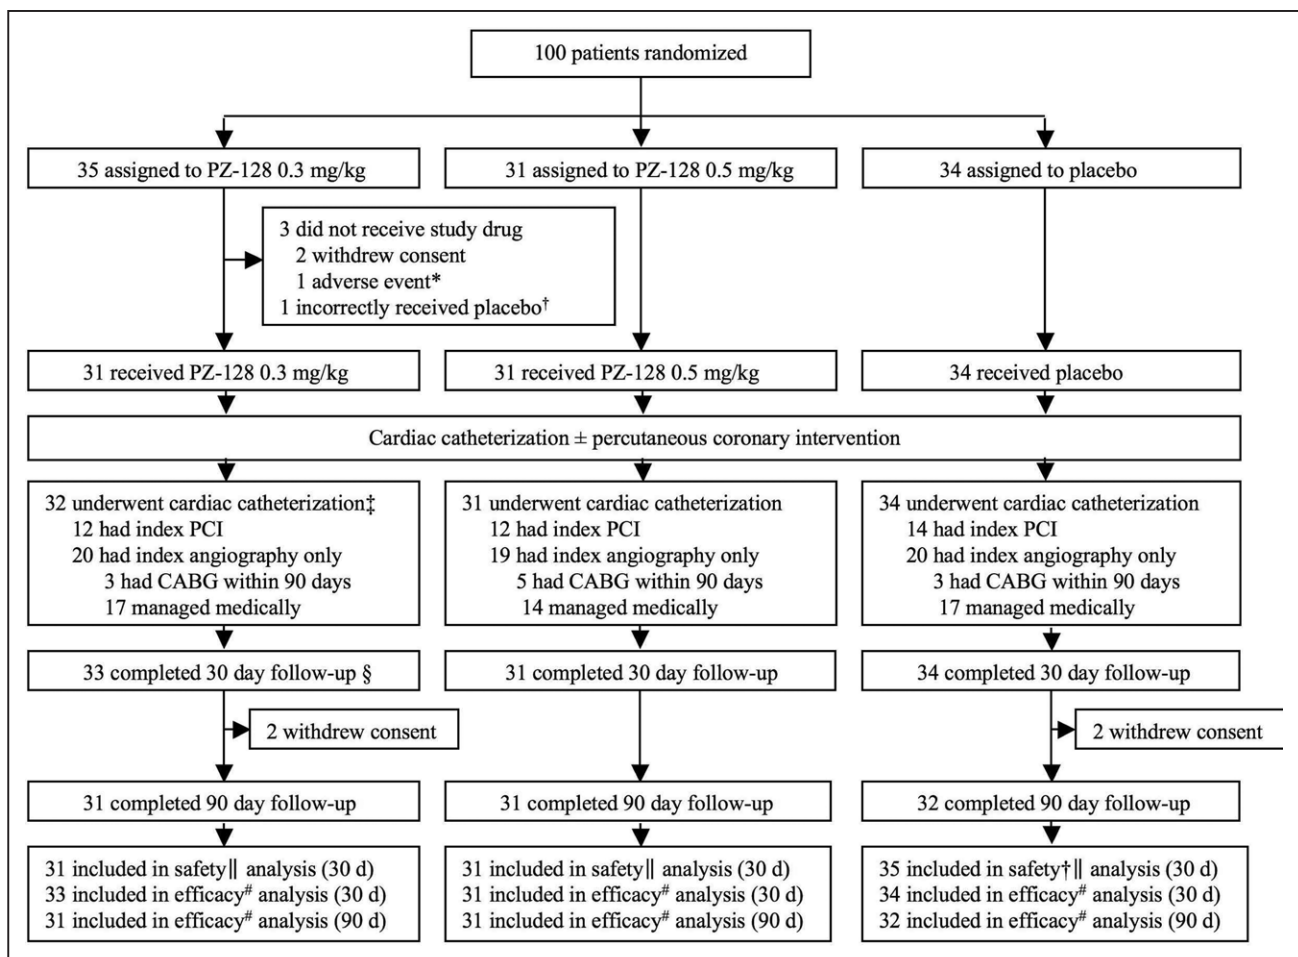 100 patients randomized
35 assigned to PZ-128 0.3 mg/kg
31 assigned to PZ-128 0.5 mg/kg
34 assigned to placebo
3 did not receive study drug
2 withdrew consent
1 adverse event*
1 incorrectly received placebo†
31 received PZ-128 0.3 mg/kg
31 received PZ-128 0.5 mg/kg
34 received placebo
Cardiac catheterization ± percutaneous coronary intervention
32 underwent cardiac catheterization‡
12 had index PCI
20 had index angiography only
3 had CABG within 90 days
17 managed medically
31 underwent cardiac catheterization
12 had index PCI
19 had index angiography only
5 had CABG within 90 days
14 managed medically
34 underwent cardiac catheterization
14 had index PCI
20 had index angiography only
3 had CABG within 90 days
17 managed medically
33 completed 30 day follow-up §
31 completed 30 day follow-up
34 completed 30 day follow-up
2 withdrew consent
2 withdrew consent
31 completed 90 day follow-up
31 completed 90 day follow-up
32 completed 90 day follow-up
31 included in safety|| analysis (30 d)
33 included in efficacy# analysis (30 d)
31 included in efficacy# analysis (90 d)
31 included in safety|| analysis (30 d)
31 included in efficacy# analysis (30 d)
31 included in efficacy# analysis (90 d)
35 included in safety†|| analysis (30 d)
34 included in efficacy# analysis (30 d)
32 included in efficacy# analysis (90 d)